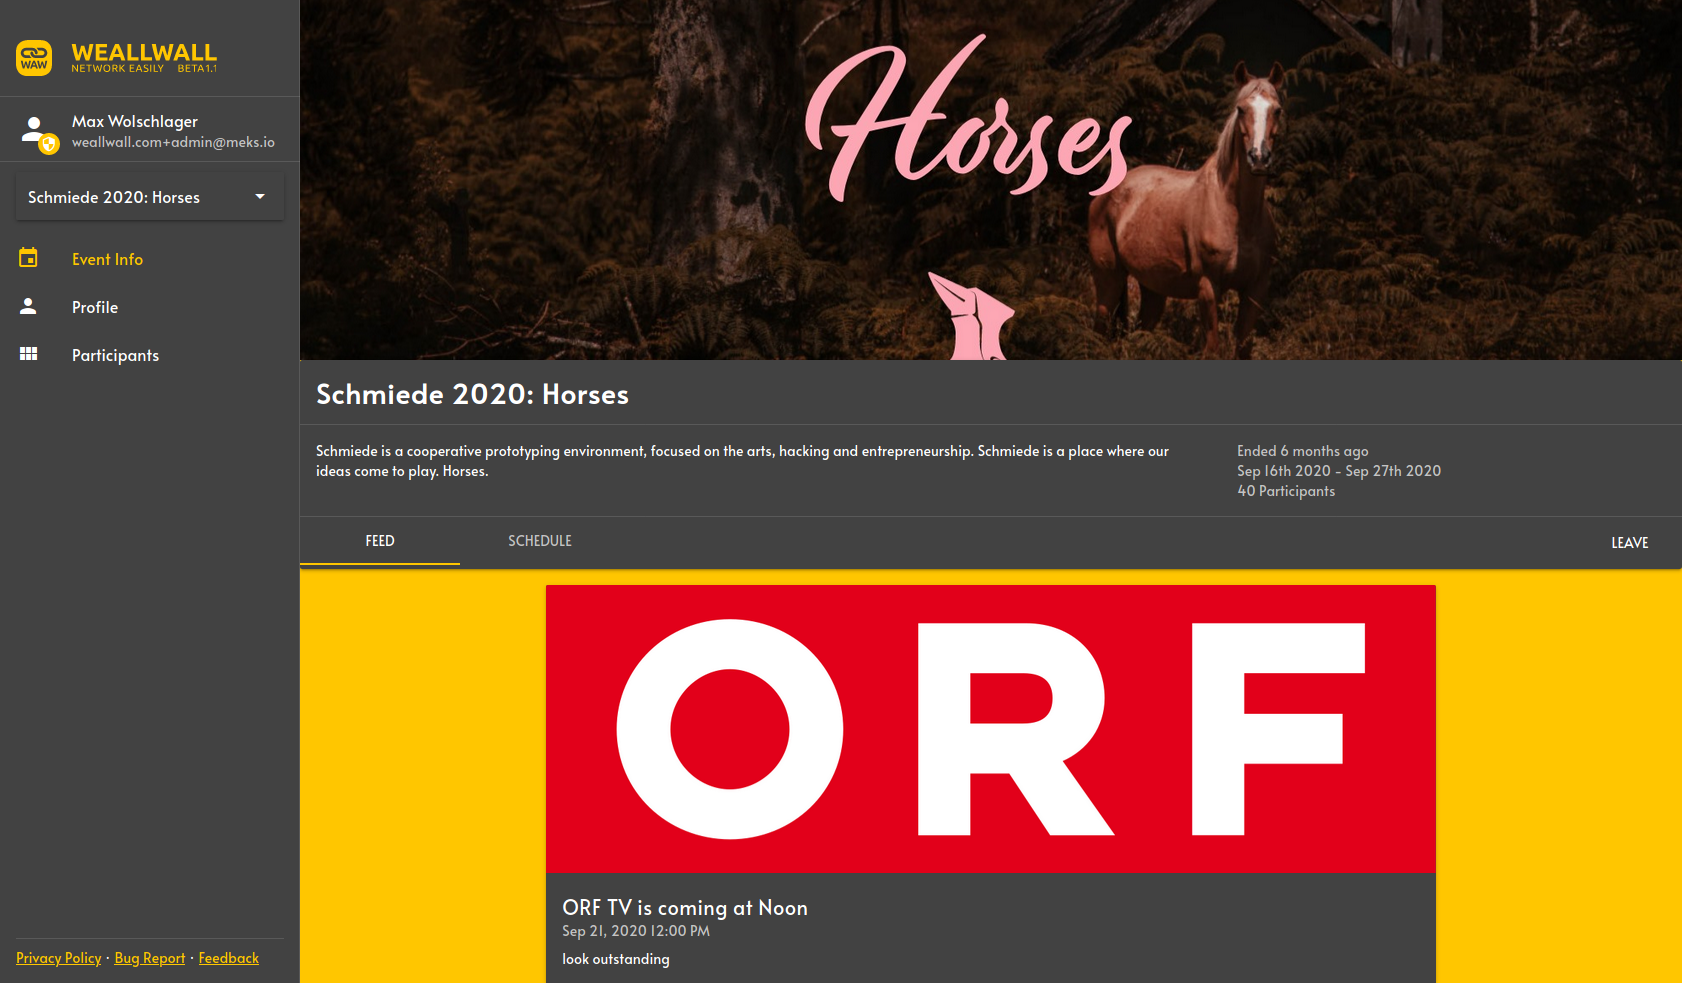 WAW
WEALLWALL
NETWORK EASILY BETA1.1
Max Wolschlager
weallwall.com+admin@meks.io
Schmiede 2020: Horses
Event Info
Profile
Participants
Privacy Policy · Bug Report · Feedback
Horses
Schmiede 2020: Horses
Schmiede is a cooperative prototyping environment, focused on the arts, hacking and entrepreneurship. Schmiede is a place where our
ideas come to play. Horses.
Ended 6 months ago
Sep 16th 2020 - Sep 27th 2020
40 Participants
FEED
SCHEDULE
LEAVE
ORF
ORF TV is coming at Noon
Sep 21, 2020 12:00 PM
look outstanding